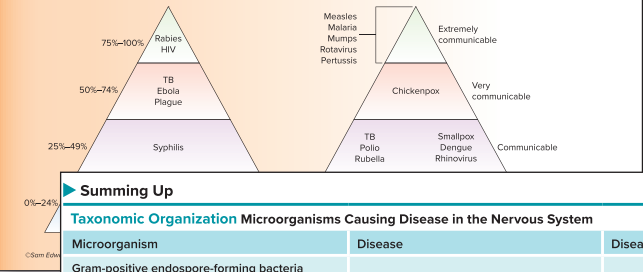 75%–100%
Rabies
HIV
50%–74%
TB
Ebola
Plague
25%–49%
Syphilis
0%–24%
Measles
Malaria
Mumps
Rotavirus
Pertussis
Extremely
communicable
Chickenpox
Very
communicable
TB
Polio
Rubella
Smallpox
Dengue
Rhinovirus
Communicable
©Sam
Summing Up
Taxonomic Organization Microorganisms Causing Disease in the Nervous System
Microorganism Disease
Gram-positive endospore-forming bacteria